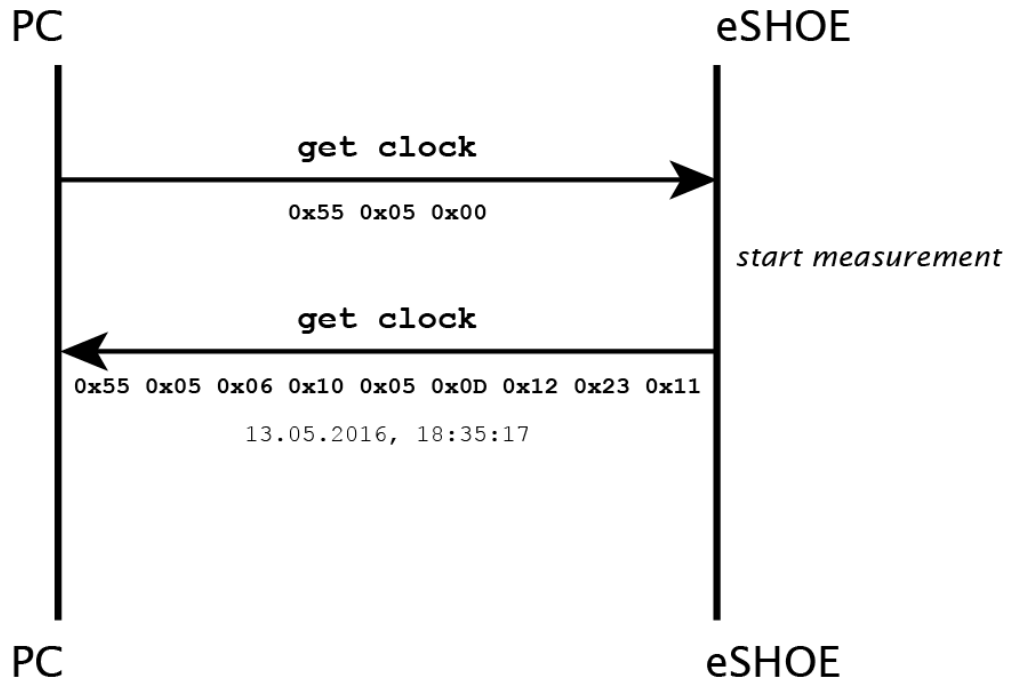 PC eSHOE
get clock
0x55 0x05 0x00
start measurement
get clock
0x55 0x05 0x06 0x10 0x05 0x0D 0x12 0x23 0x11
13.05.2016, 18:35:17
PC eSHOE